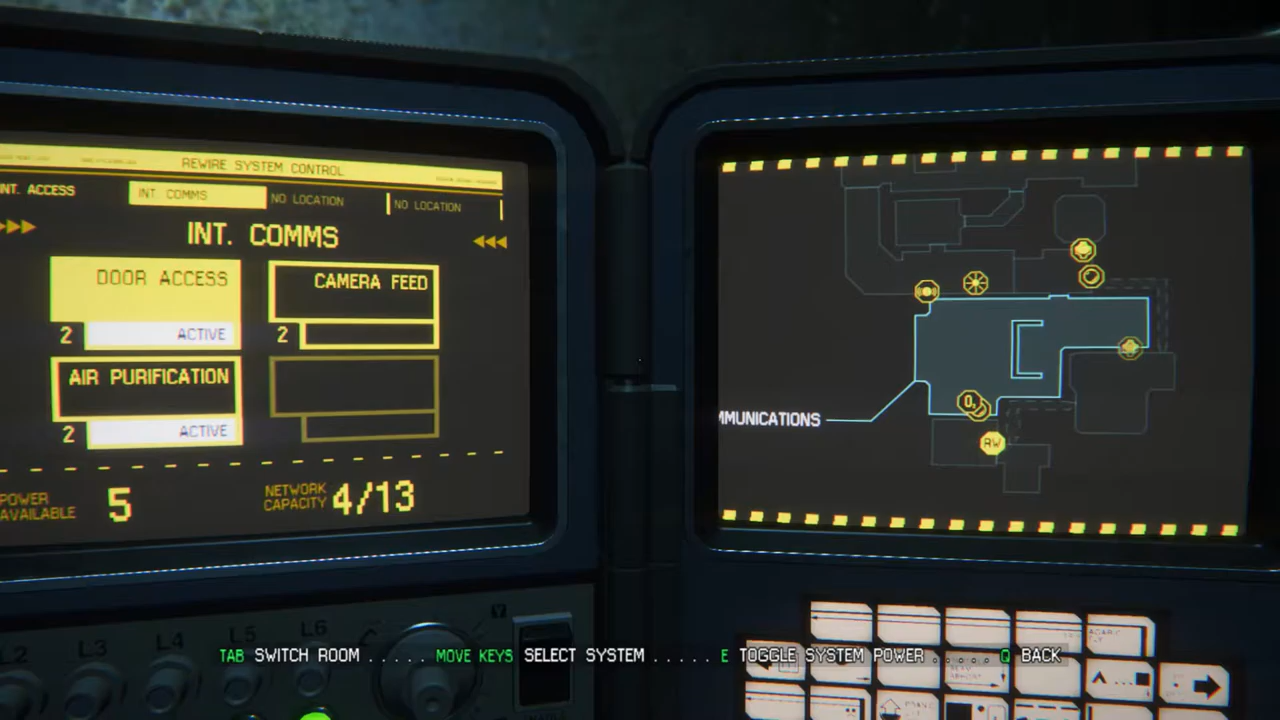 REWIRE SYSTEM CONTROL
INT. ACCESS
INT. COMMS
NO LOCATION
NO LOCATION
INT. COMMS
DOOR ACCESS
2 ACTIVE
CAMERA FEED
2
AIR PURIFICATION
2 ACTIVE
POWER AVAILABLE 5
NETWORK CAPACITY 4/13
MMUNICATIONS
RW
L2 L3 L4 L5 L6
TAB SWITCH ROOM ..... MOVE KEYS SELECT SYSTEM ..... E TOGGLE SYSTEM POWER ..... Q BACK